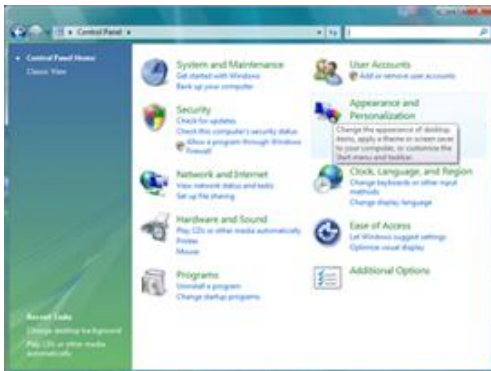 Control Panel
Control Panel Home
Classic View
System and Maintenance
Get started with Windows
Back up your computer
Security
Check for updates
Check this computer's security status
Allow a program through Windows
Firewall
Network and Internet
View network status and tasks
Set up file sharing
Hardware and Sound
Play CDs or other media automatically
Printer
Mouse
Programs
Uninstall a program
Change startup programs
User Accounts
Add or remove user accounts
Appearance and
Personalization
Change the appearance of desktop
items, apply a theme or screen saver
to your computer, or customize the
Start menu and taskbar.
Clock, Language, and Region
Change keyboards or other input
methods
Change display language
Ease of Access
Let Windows suggest settings
Optimize visual display
Additional Options
Recent Tasks
Change desktop background
Play CDs or other media
automatically